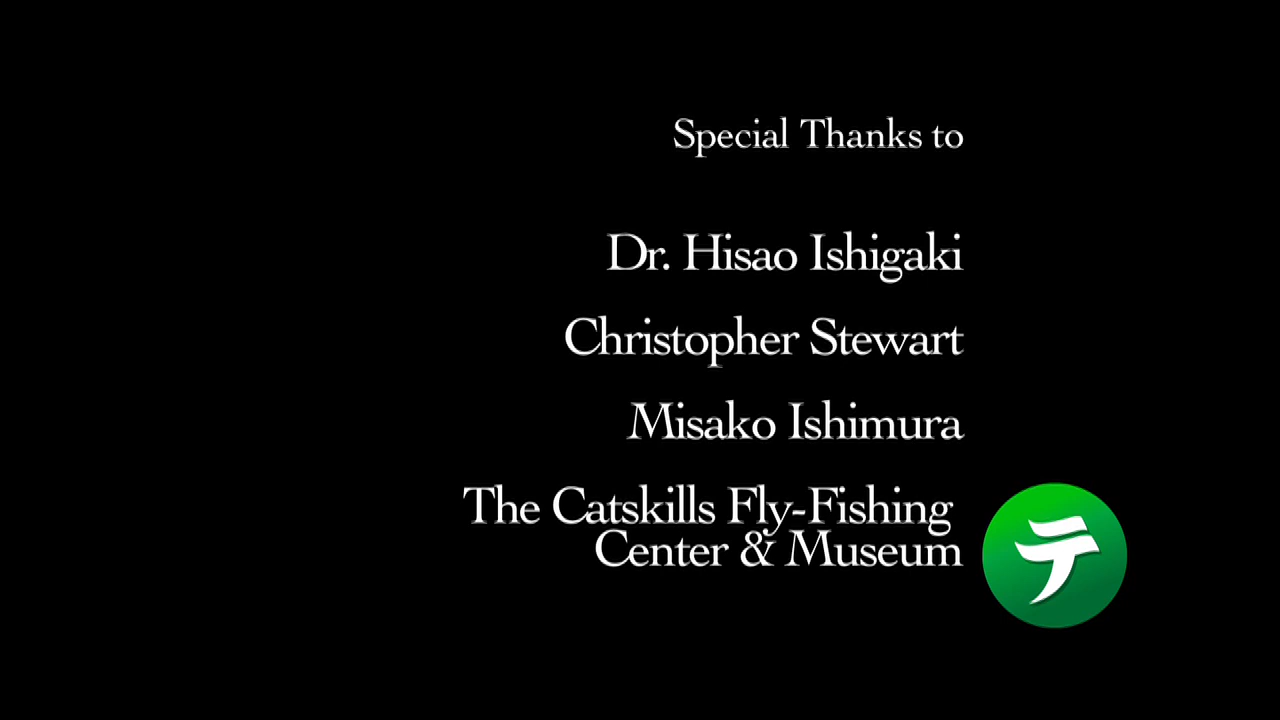 Special Thanks to
Dr. Hisao Ishigaki
Christopher Stewart
Misako Ishimura
The Catskills Fly-Fishing
Center & Museum
テ